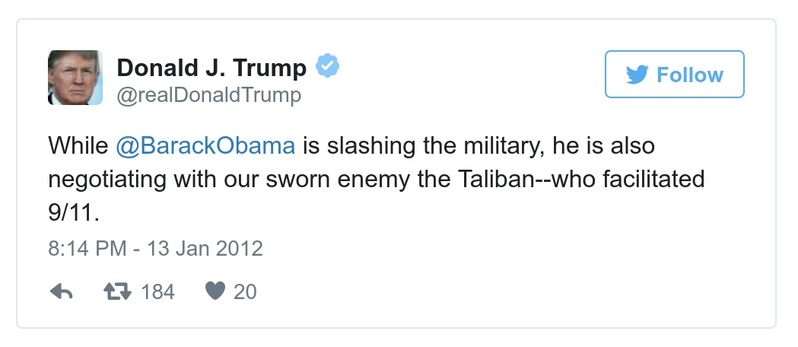 Donald J. Trump
@realDonaldTrump
Follow
While @BarackObama is slashing the military, he is also
negotiating with our sworn enemy the Taliban--who facilitated
9/11.
8:14 PM - 13 Jan 2012
184 20